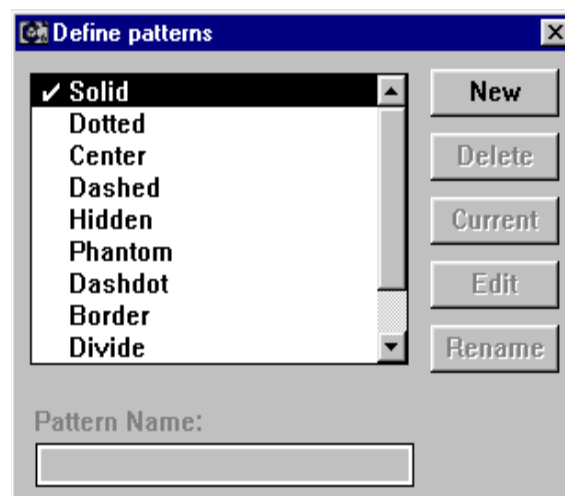 Define patterns
✓ Solid
Dotted
Center
Dashed
Hidden
Phantom
Dashdot
Border
Divide
New
Delete
Current
Edit
Rename
Pattern Name: